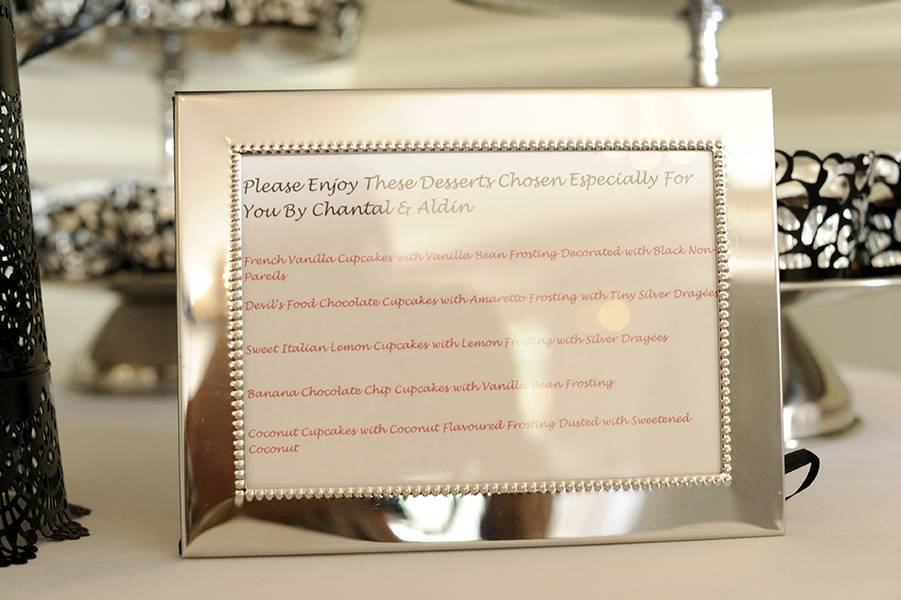 Please Enjoy These Desserts Chosen Especially For
You By Chantal & Aldin
French Vanilla Cupcakes with Vanilla Bean Frosting Decorated with Black Non-
Pareils
Devil's Food Chocolate Cupcakes with Amaretto Frosting with Tiny Silver Dragées
Sweet Italian Lemon Cupcakes with Lemon Frosting with Silver Dragées
Banana Chocolate Chip Cupcakes with Vanilla Bean Frosting
Coconut Cupcakes with Coconut Flavoured Frosting Dusted with Sweetened
Coconut